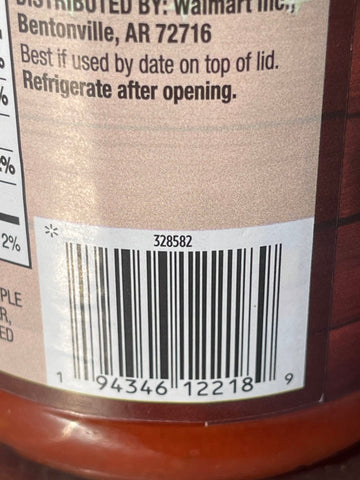 DISTRIBUTED BY: Walmart Inc.,
Bentonville, AR 72716
Best if used by date on top of lid.
Refrigerate after opening.
%
%
%
2%
PLE
R,
ED
328582
1 94346 12218 9